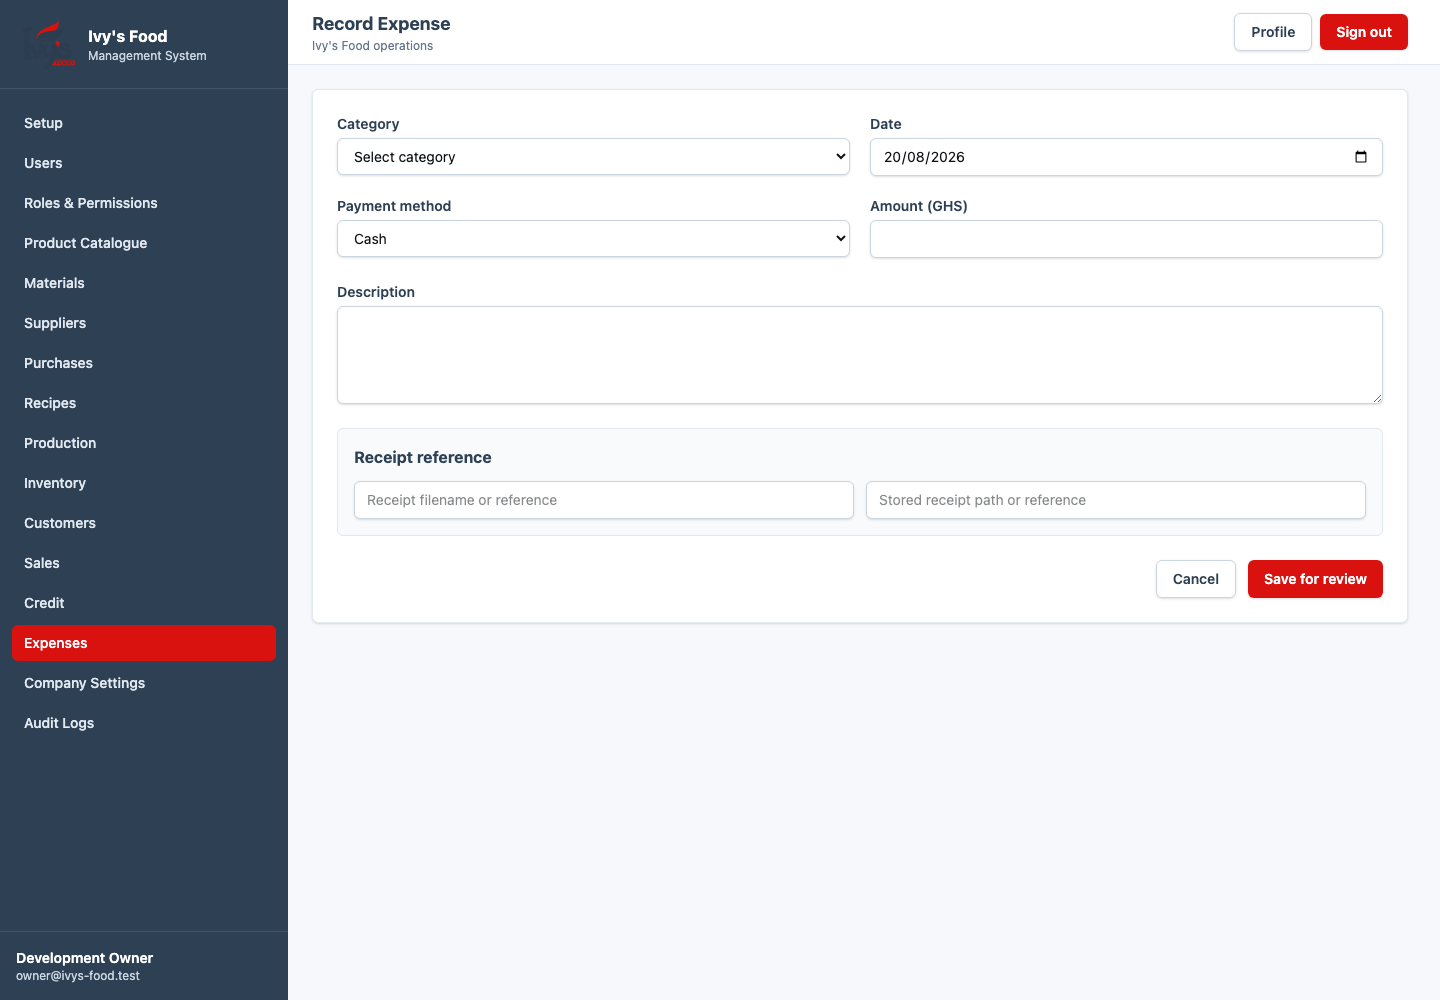 Ivy's Food
Management System
Setup
Users
Roles & Permissions
Product Catalogue
Materials
Suppliers
Purchases
Recipes
Production
Inventory
Customers
Sales
Credit
Expenses
Company Settings
Audit Logs
Development Owner
owner@ivys-food.test
Record Expense
Ivy's Food operations
Profile
Sign out
Category
Select category
Date
20/08/2026
Payment method
Cash
Amount (GHS)
Description
Receipt reference
Receipt filename or reference
Stored receipt path or reference
Cancel
Save for review